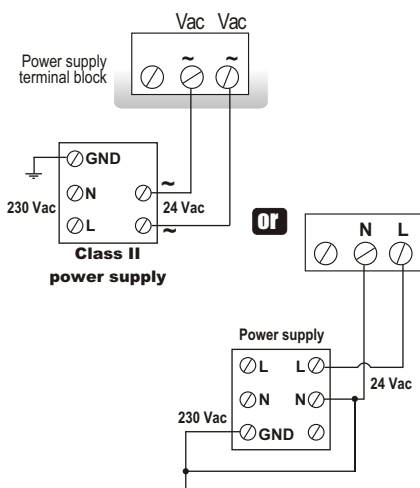 Vac Vac
Power supply
terminal block
~ ~
GND
N
230 Vac
L
~
24 Vac
~
Class II
power supply
or
N L
Power supply
L L
24 Vac
N N
230 Vac
GND